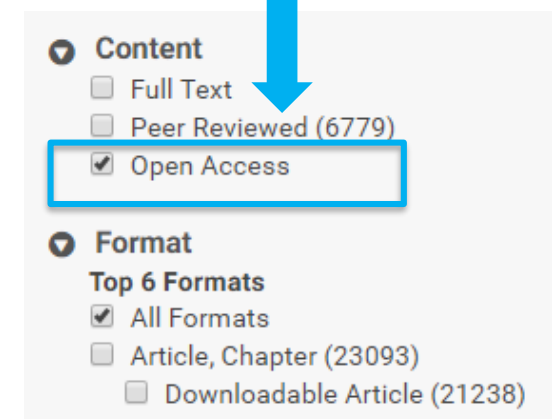 Content
Full Text
Peer Reviewed (6779)
Open Access
Format
Top 6 Formats
All Formats
Article, Chapter (23093)
Downloadable Article (21238)